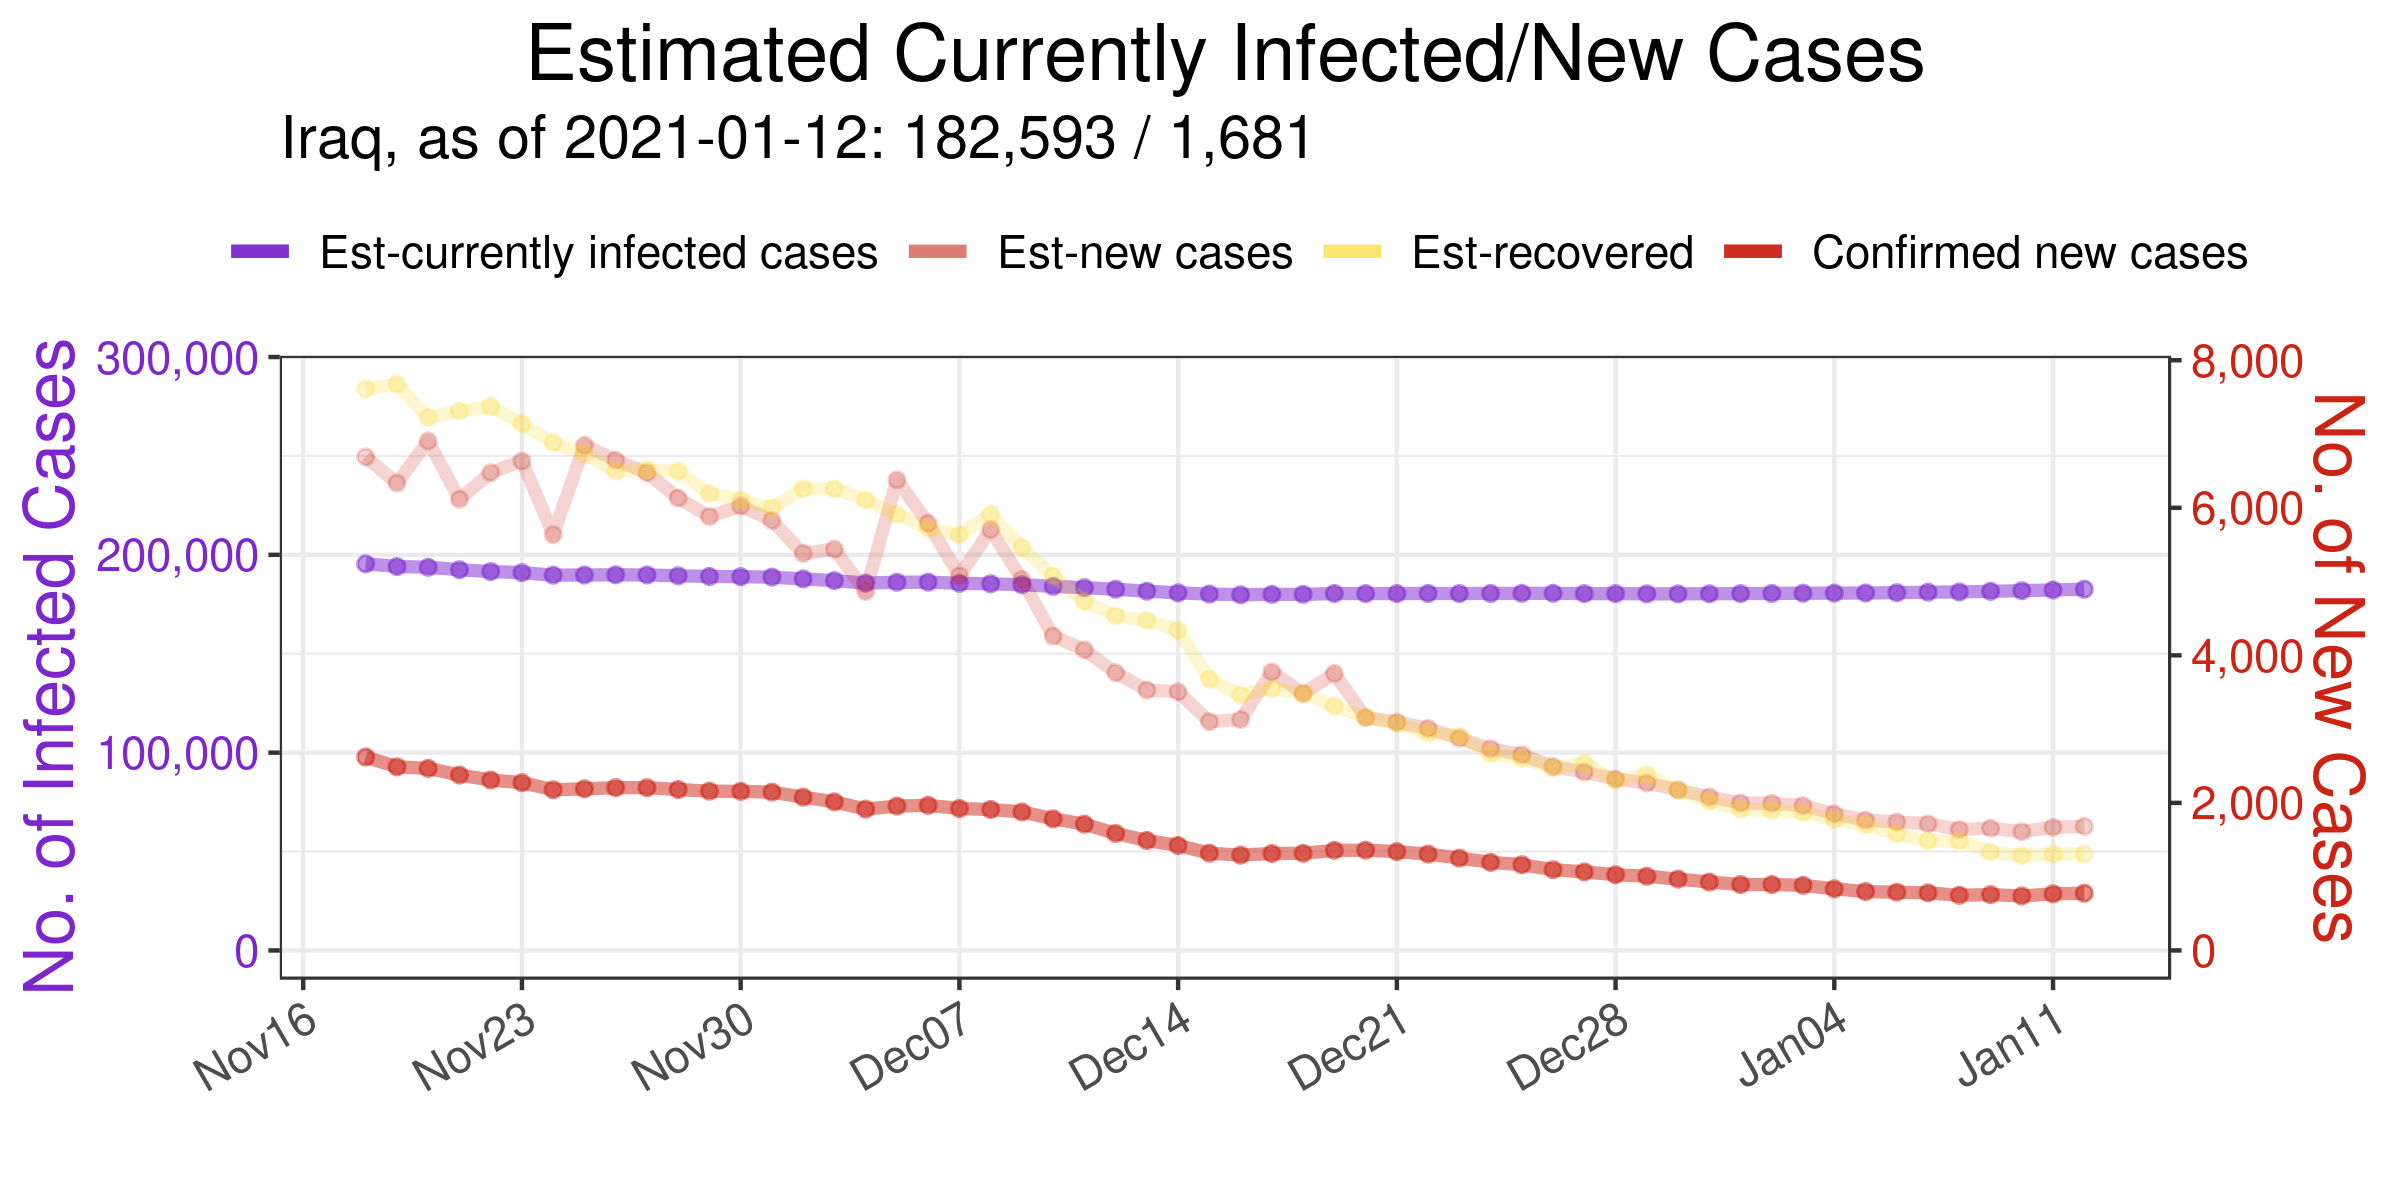 Estimated Currently Infected/New Cases
Iraq, as of 2021-01-12: 182,593 / 1,681
Est-currently infected cases Est-new cases Est-recovered Confirmed new cases
No. of Infected Cases
300,000
200,000
100,000
0
8,000
6,000
4,000
2,000
0
No. of New Cases
Nov16 Nov23 Nov30 Dec07 Dec14 Dec21 Dec28 Jan04 Jan11